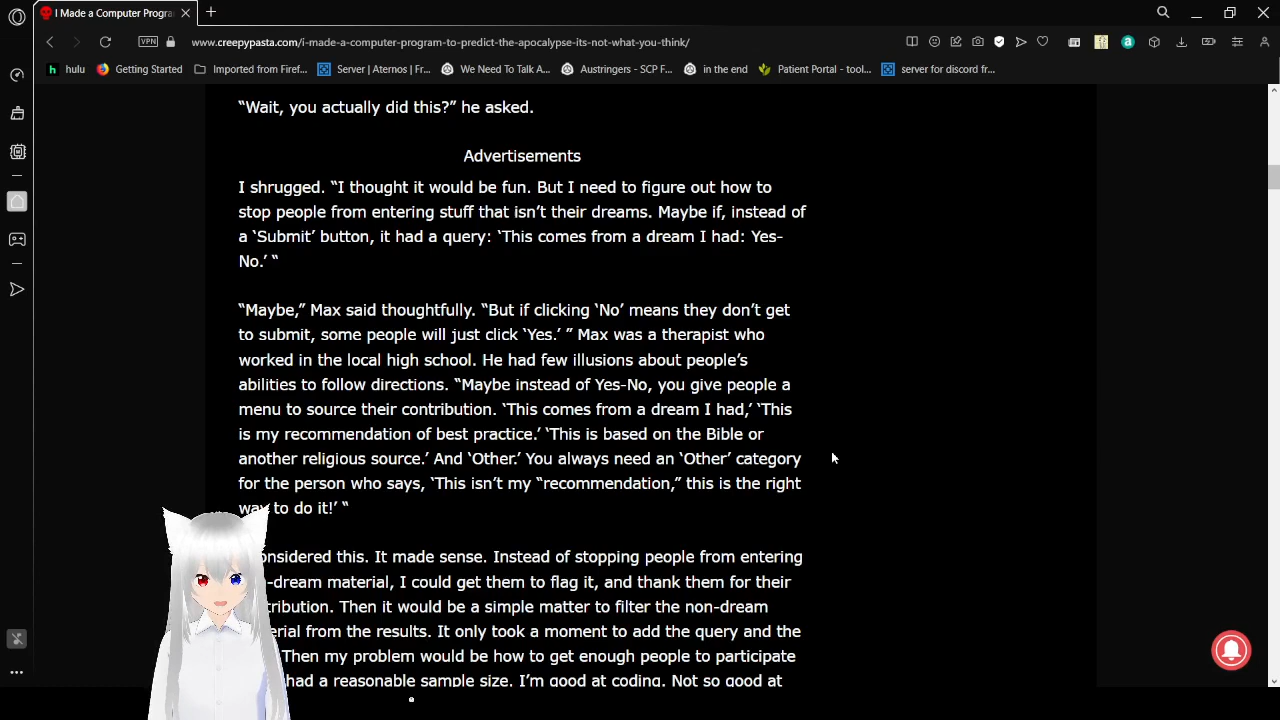 I Made a Computer Progra
www.creepypasta.com/i-made-a-computer-program-to-predict-the-apocalypse-its-not-what-you-think/
VPN
hulu
Getting Started
Imported from Firef...
Server | Aternos | Fr...
We Need To Talk A...
Austringers - SCP F...
in the end
Patient Portal - tool...
server for discord fr...
“Wait, you actually did this?” he asked.
Advertisements
I shrugged. “I thought it would be fun. But I need to figure out how to
stop people from entering stuff that isn’t their dreams. Maybe if, instead of
a ‘Submit’ button, it had a query: ‘This comes from a dream I had: Yes-
No.’ “
“Maybe,” Max said thoughtfully. “But if clicking ‘No’ means they don’t get
to submit, some people will just click ‘Yes.’ ” Max was a therapist who
worked in the local high school. He had few illusions about people’s
abilities to follow directions. “Maybe instead of Yes-No, you give people a
menu to source their contribution. ‘This comes from a dream I had,’ ‘This
is my recommendation of best practice.’ ‘This is based on the Bible or
another religious source.’ And ‘Other.’ You always need an ‘Other’ category
for the person who says, ‘This isn’t my “recommendation,” this is the right
way to do it!’ “
onsidered this. It made sense. Instead of stopping people from entering
-dream material, I could get them to flag it, and thank them for their
tribution. Then it would be a simple matter to filter the non-dream
erial from the results. It only took a moment to add the query and the
Then my problem would be how to get enough people to participate
had a reasonable sample size. I’m good at coding. Not so good at